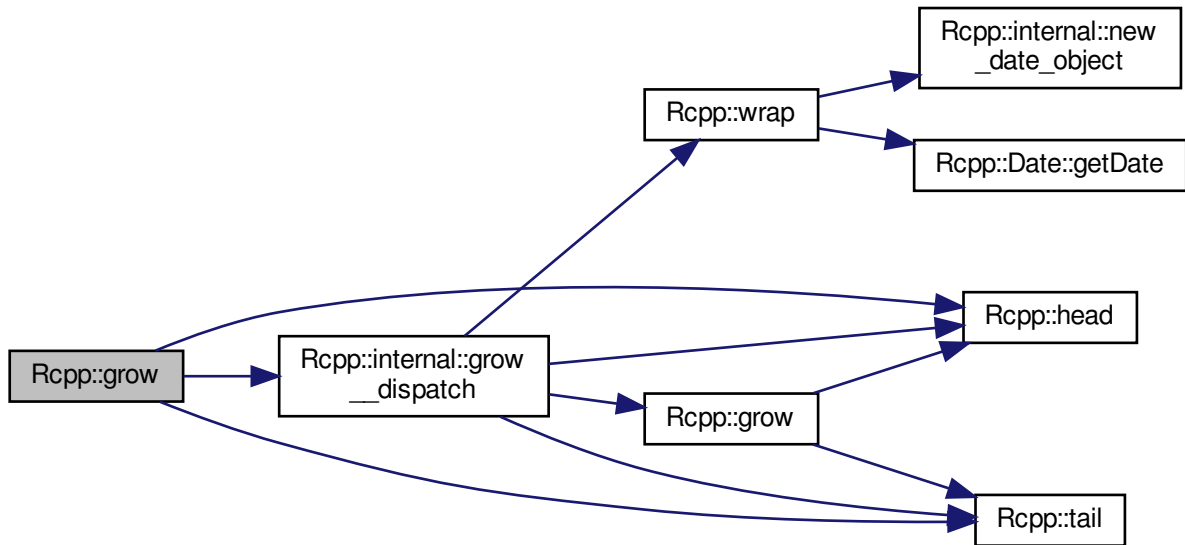 Rcpp::internal::new
_date_object
Rcpp::wrap
Rcpp::Date::getDate
Rcpp::head
Rcpp::grow
Rcpp::internal::grow
__dispatch
Rcpp::grow
Rcpp::tail